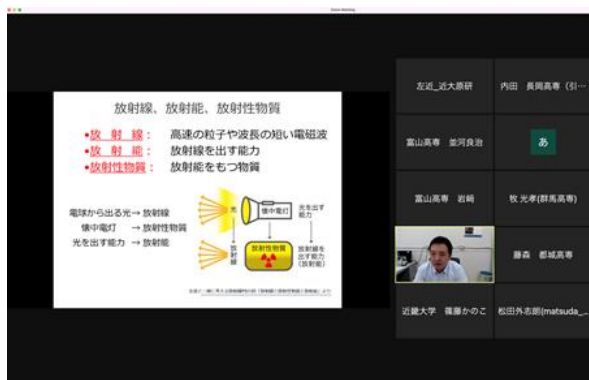 Zoom Meeting
放射線、放射能、放射性物質
•放 射 線： 高速の粒子や波長の短い電磁波
•放 射 能： 放射線を出す能力
•放射性物質： 放射能をもつ物質
電球から出る光→ 放射線
懐中電灯 → 放射性物質
光を出す能力 → 放射能
光
懐中電灯
光を出す
能力
放射線
放射性物質
放射線を
出す能力
(放射能)
左近_近大原研
内田 長岡高専（引…
富山高専 並河良治
あ
富山高専 岩崎
牧 光孝(群馬高専)
藤森 都城高専
近畿大学 篠藤かのこ
松田外志朗(matsuda_...